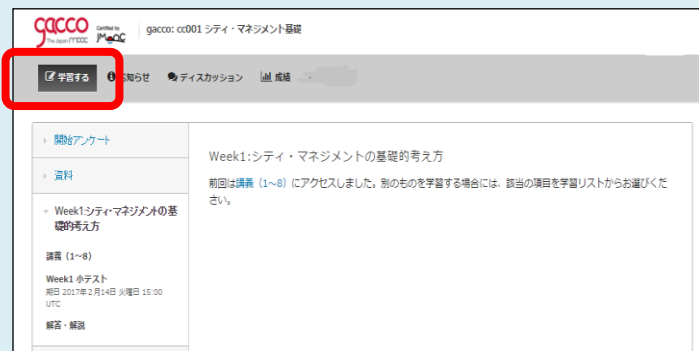 gacco
The Japan MOOC
Certified by
JMOOC
gacco: cc001 シティ・マネジメント基礎
学習する
お知らせ
ディスカッション
成績
開始アンケート
資料
Week1:シティ・マネジメントの基
礎的考え方
講義（1～8）
Week1 小テスト
期日 2017年2月14日 火曜日 15:00
UTC
解答・解説
Week1:シティ・マネジメントの基礎的考え方
前回は講義（1～8）にアクセスしました。別のものを学習する場合には、該当の項目を学習リストからお選びくだ
さい。